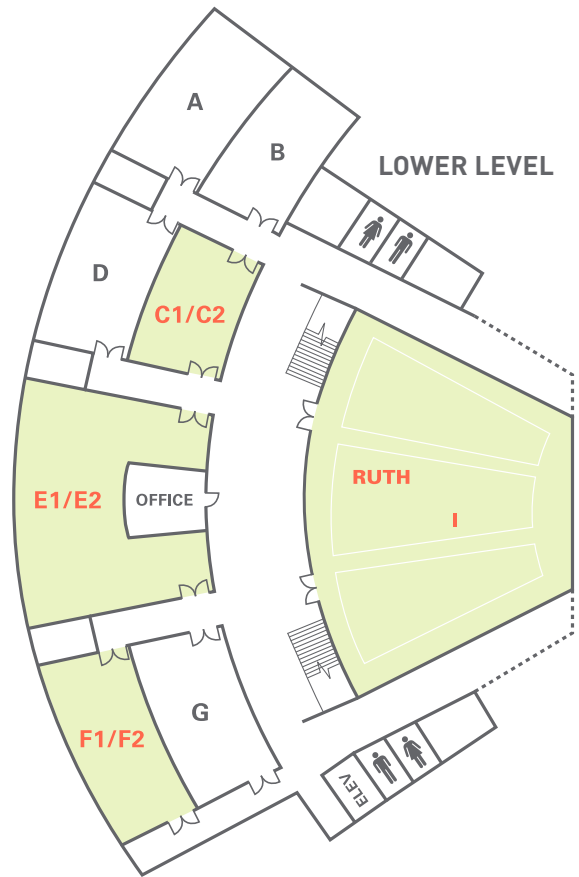 A
B
LOWER LEVEL
D
C1/C2
RUTH
E1/E2
OFFICE
I
G
F1/F2
ELEV